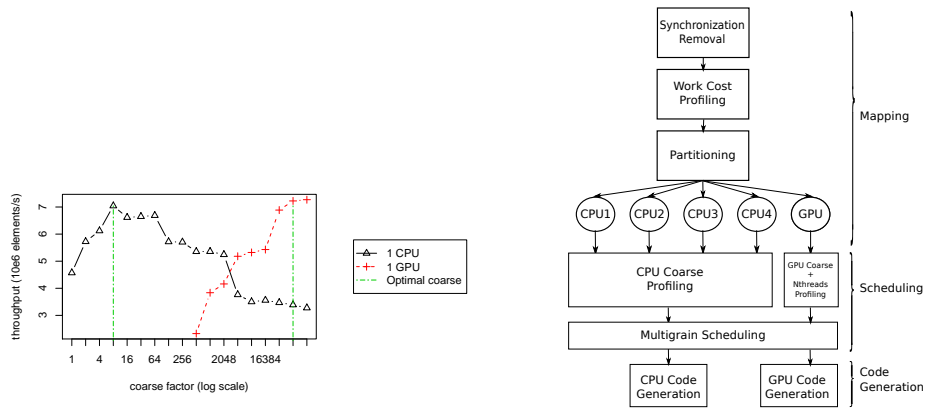 throughput (10e6 elements/s)
7
6
5
4
3
1
4
16
64
256
2048
16384
coarse factor (log scale)
1 CPU
1 GPU
Optimal coarse
Synchronization
Removal
Work Cost
Profiling
Partitioning
Mapping
CPU1
CPU2
CPU3
CPU4
GPU
CPU Coarse
Profiling
GPU Coarse
+
Nthreads
Profiling
Scheduling
Multigrain Scheduling
CPU Code
Generation
GPU Code
Generation
Code
Generation